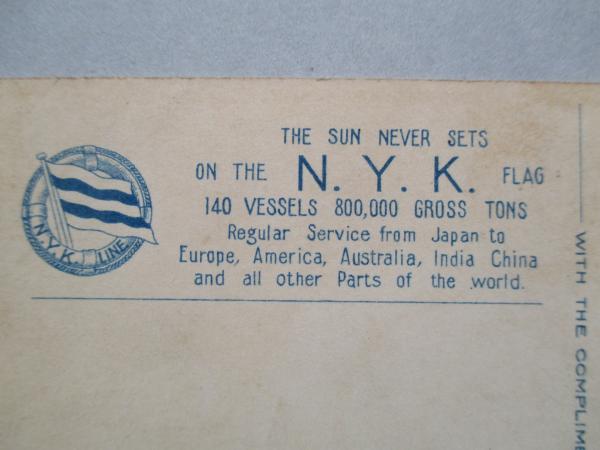 THE SUN NEVER SETS
ON THE N. Y. K. FLAG
140 VESSELS 800,000 GROSS TONS
Regular Service from Japan to
Europe, America, Australia, India China
and all other Parts of the world.
N.Y.K. LINE
WITH THE COMPLIME